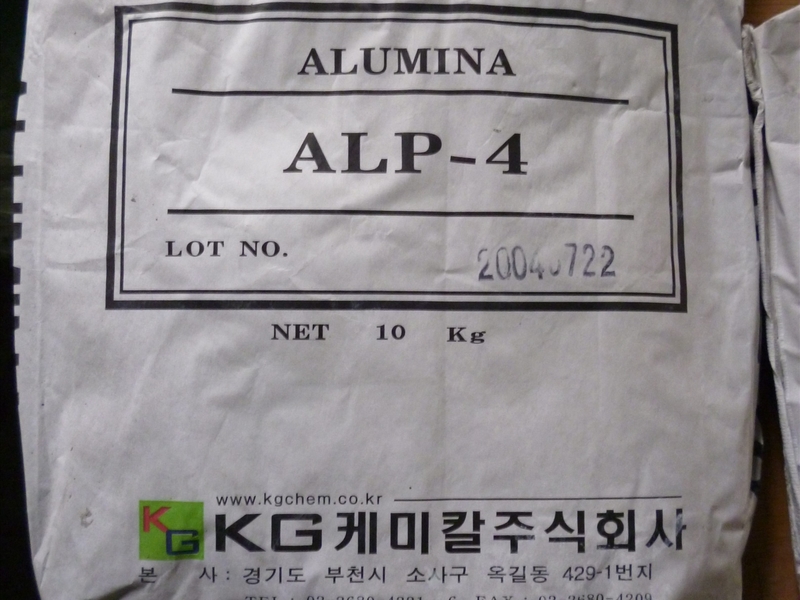 ALUMINA
ALP-4
LOT NO. 20040722
NET 10 Kg
www.kgchem.co.kr
KG KG케미칼주식회사
본 사: 경기도 부천시 소사구 옥길동 429-1번지